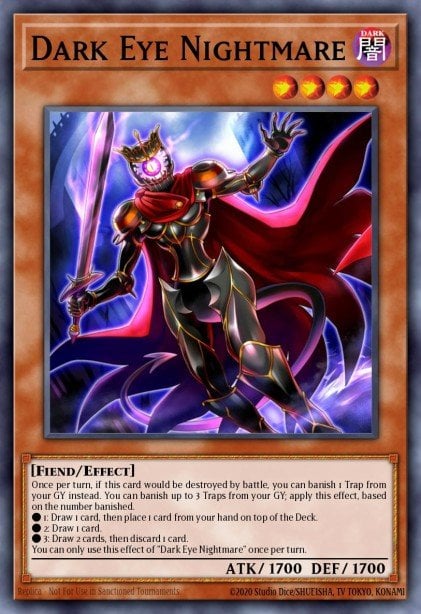 DARK EYE NIGHTMARE
DARK
闇
[FIEND/EFFECT]
Once per turn, if this card would be destroyed by battle, you can banish 1 Trap
from your GY instead. You can banish up to 3 Traps from your GY; apply this effect, based
on the number banished.
●1: Draw 1 card, then place 1 card from your hand on top of the Deck.
●2: Draw 1 card.
●3: Draw 2 cards, then discard 1 card.
You can only use this effect of "Dark Eye Nightmare" once per turn.
ATK/ 1700 DEF/ 1700
Replica - Not For Use in Sanctioned Tournaments
©2020 Studio Dice/SHUEISHA, TV TOKYO, KONAMI